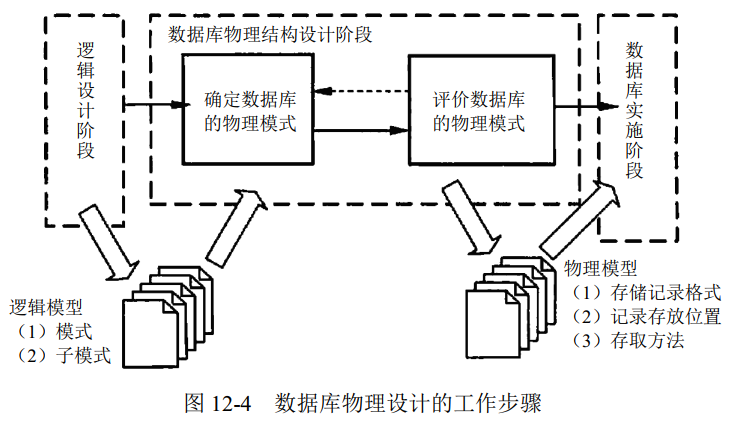 逻辑设计阶段
数据库物理结构设计阶段
确定数据库
的物理模式
评价数据库
的物理模式
数据库实施阶段
逻辑模型
（1）模式
（2）子模式
物理模型
（1）存储记录格式
（2）记录存放位置
（3）存取方法
图 12-4 数据库物理设计的工作步骤